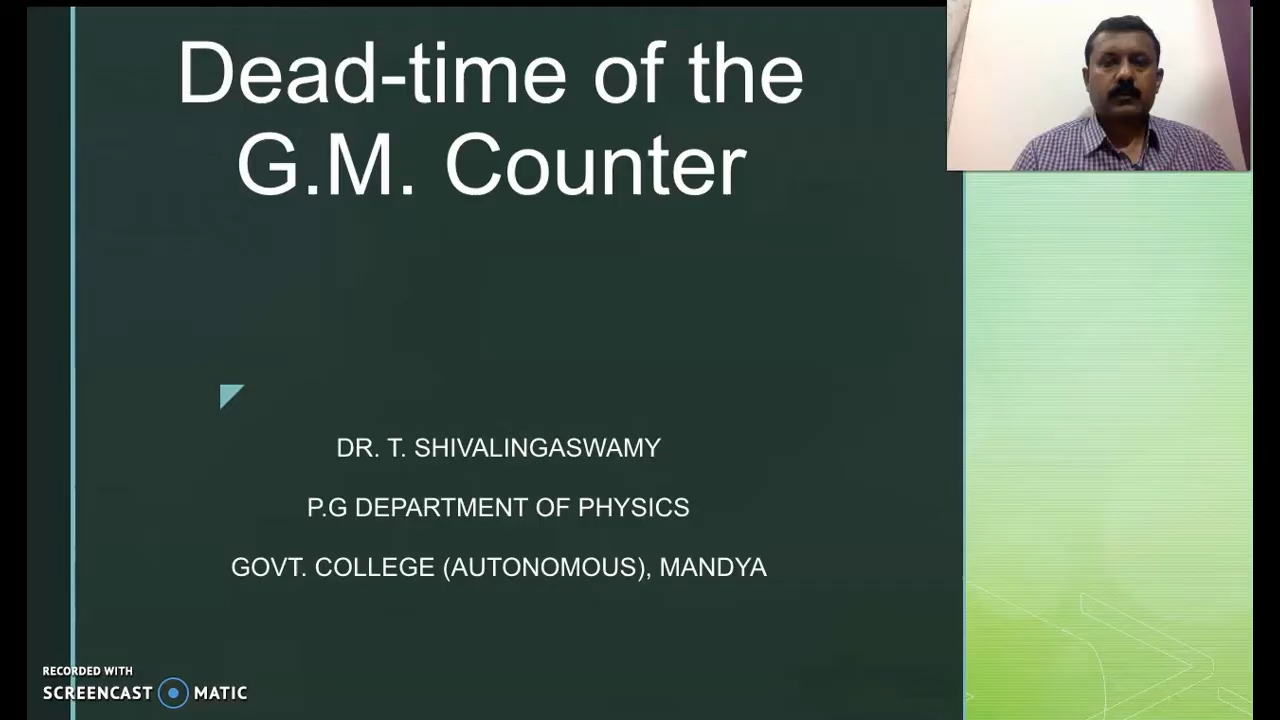 Dead-time of the
G.M. Counter
DR. T. SHIVALINGASWAMY
P.G DEPARTMENT OF PHYSICS
GOVT. COLLEGE (AUTONOMOUS), MANDYA
RECORDED WITH
SCREENCAST MATIC